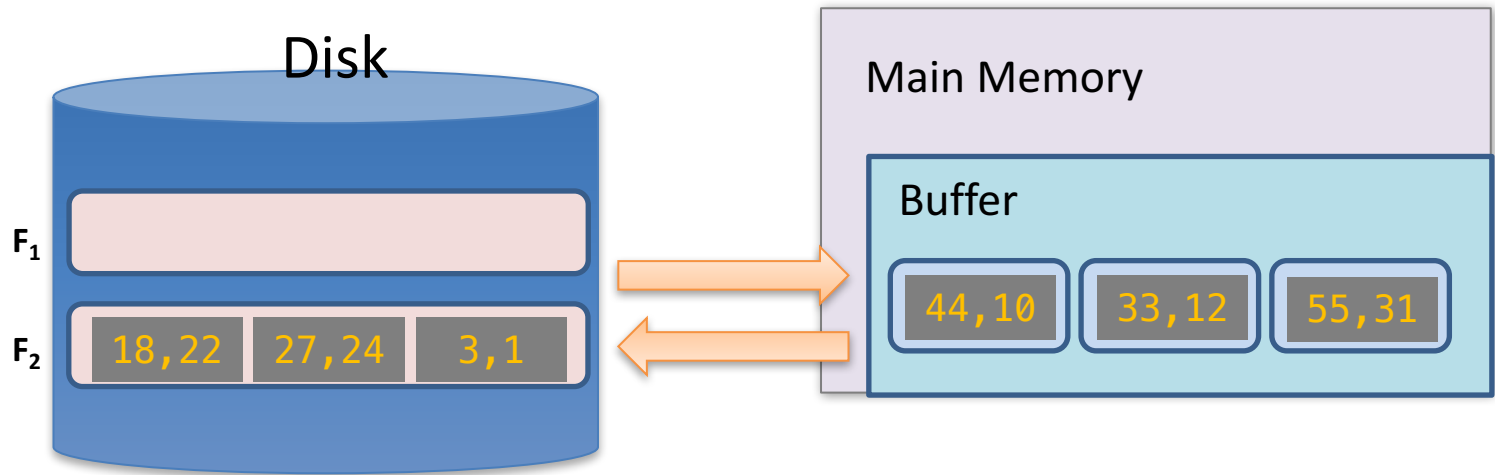 Disk
Main Memory
Buffer
F₁
44,10 33,12 55,31
F₂ 18,22 27,24 3,1